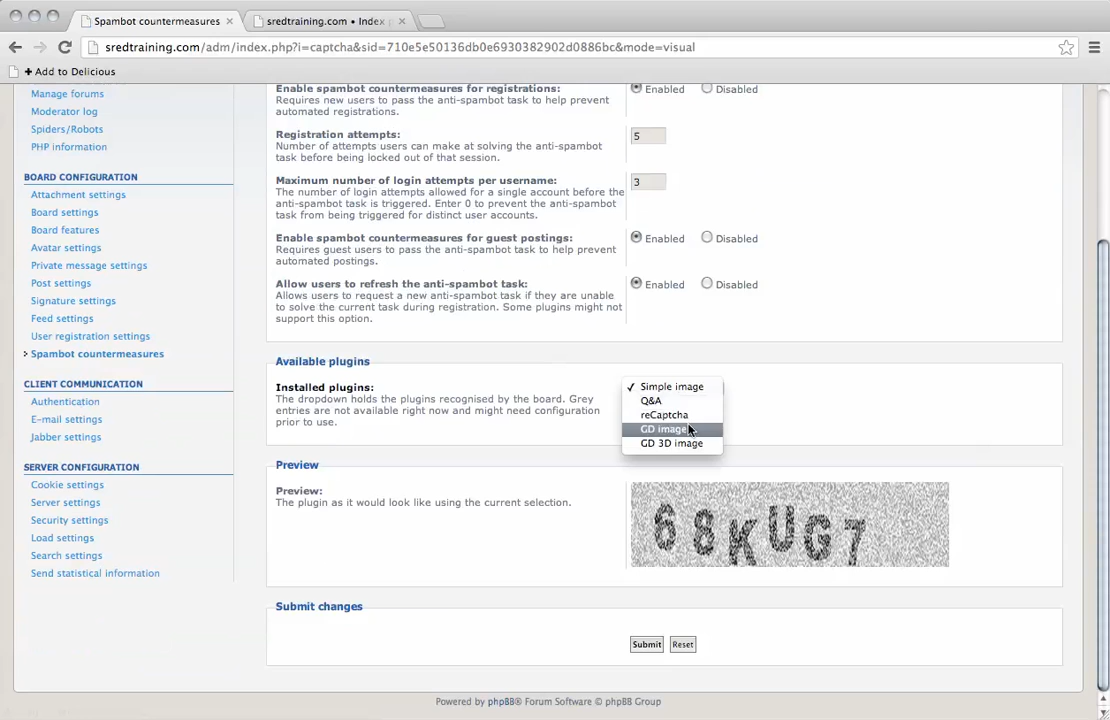 Spambot countermeasures
sredtraining.com • Index p
sredtraining.com/adm/index.php?i=captcha&sid=710e5e50136db0e6930382902d0886bc&mode=visual
+ Add to Delicious
Manage forums
Moderator log
Spiders/Robots
PHP information
BOARD CONFIGURATION
Attachment settings
Board settings
Board features
Avatar settings
Private message settings
Post settings
Signature settings
Feed settings
User registration settings
Spambot countermeasures
CLIENT COMMUNICATION
Authentication
E-mail settings
Jabber settings
SERVER CONFIGURATION
Cookie settings
Server settings
Security settings
Load settings
Search settings
Send statistical information
Enable spambot countermeasures for registrations:
Requires new users to pass the anti-spambot task to help prevent
automated registrations.
Enabled Disabled
Registration attempts:
Number of attempts users can make at solving the anti-spambot
task before being locked out of that session.
5
Maximum number of login attempts per username:
The number of login attempts allowed for a single account before the
anti-spambot task is triggered. Enter 0 to prevent the anti-spambot
task from being triggered for distinct user accounts.
3
Enable spambot countermeasures for guest postings:
Requires guest users to pass the anti-spambot task to help prevent
automated postings.
Enabled Disabled
Allow users to refresh the anti-spambot task:
Allows users to request a new anti-spambot task if they are unable
to solve the current task during registration. Some plugins might not
support this option.
Enabled Disabled
Available plugins
Installed plugins:
The dropdown holds the plugins recognised by the board. Grey
entries are not available right now and might need configuration
prior to use.
✓ Simple image
Q&A
reCaptcha
GD image
GD 3D image
Preview
Preview:
The plugin as it would look like using the current selection.
68KUG7
Submit changes
Submit Reset
Powered by phpBB® Forum Software © phpBB Group